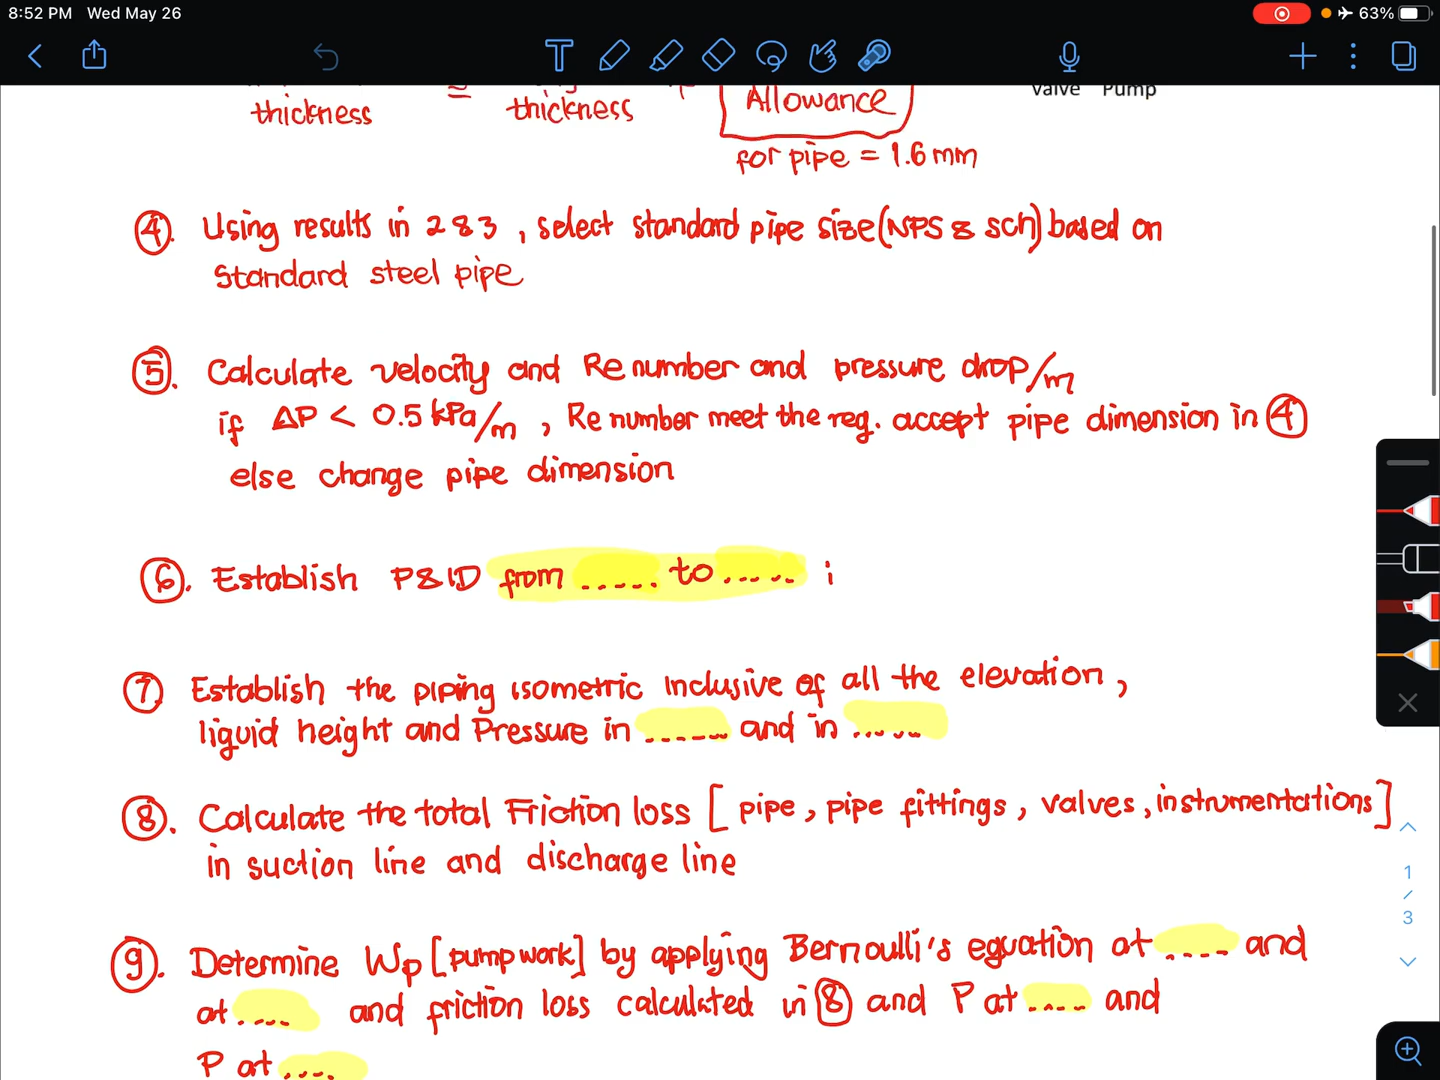 8:52 PM Wed May 26
63%
Valve Pump
thickness = thickness + Allowance
for pipe = 1.6 mm
④. Using results in 2 & 3, select standard pipe size (NPS & sch) based on
standard steel pipe
⑤. Calculate velocity and Re number and pressure drop/m
if ΔP < 0.5 kPa/m, Re number meet the req. accept pipe dimension in ④
else change pipe dimension
⑥. Establish P&ID from ..... to ..... ;
⑦. Establish the piping isometric inclusive of all the elevation,
liquid height and Pressure in ...... and in .....
⑧. Calculate the total Friction loss [pipe, pipe fittings, valves, instrumentations]
in suction line and discharge line
⑨. Determine Wp [pump work] by applying Bernoulli's equation at .... and
at .... and friction loss calculated in ⑧ and P at .... and
P at ....
1
/
3